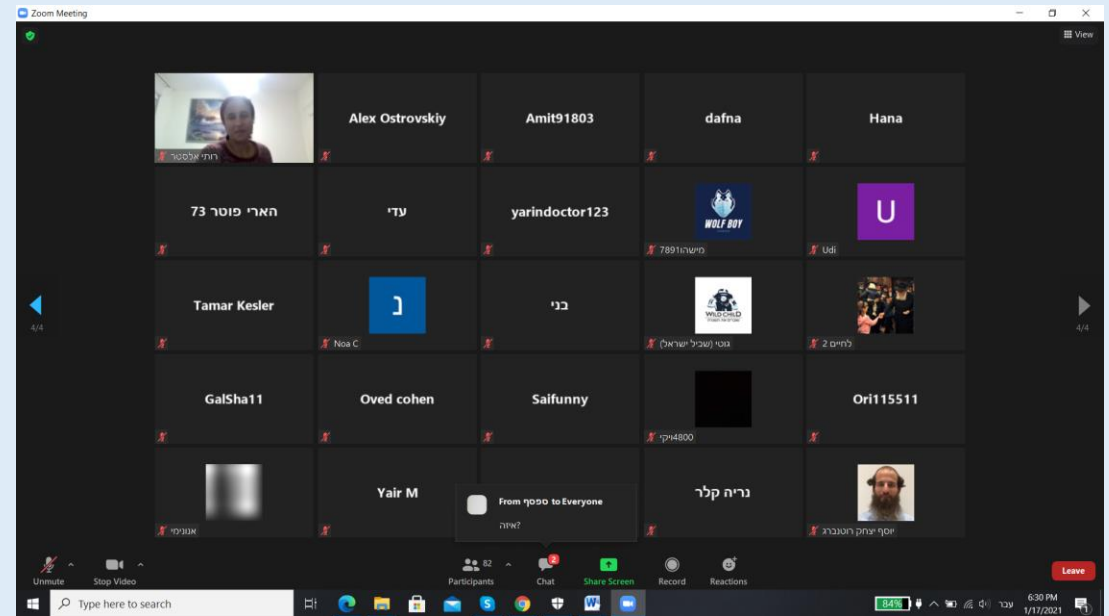 Zoom Meeting
View
רותי אלסטר
Alex Ostrovskiy
Amit91803
dafna
Hana
הארי פוטר 73
עדי
yarindoctor123
WOLF BOY
מישהו7891
U
Udi
4/4
Tamar Kesler
נ
Noa C
בני
WILD CHILD
גוטי (שביל ישראל)
לחיים 2
4/4
GalSha11
Oved cohen
Saifunny
4800ויקי
Ori115511
אנונימי
Yair M
From ספסף to Everyone
איזה?
נריה קלר
יוסף יצחק רוטנברג
Unmute
Stop Video
82
Participants
2
Chat
Share Screen
Record
Reactions
Leave
Type here to search
84%
עבר
6:30 PM
1/17/2021